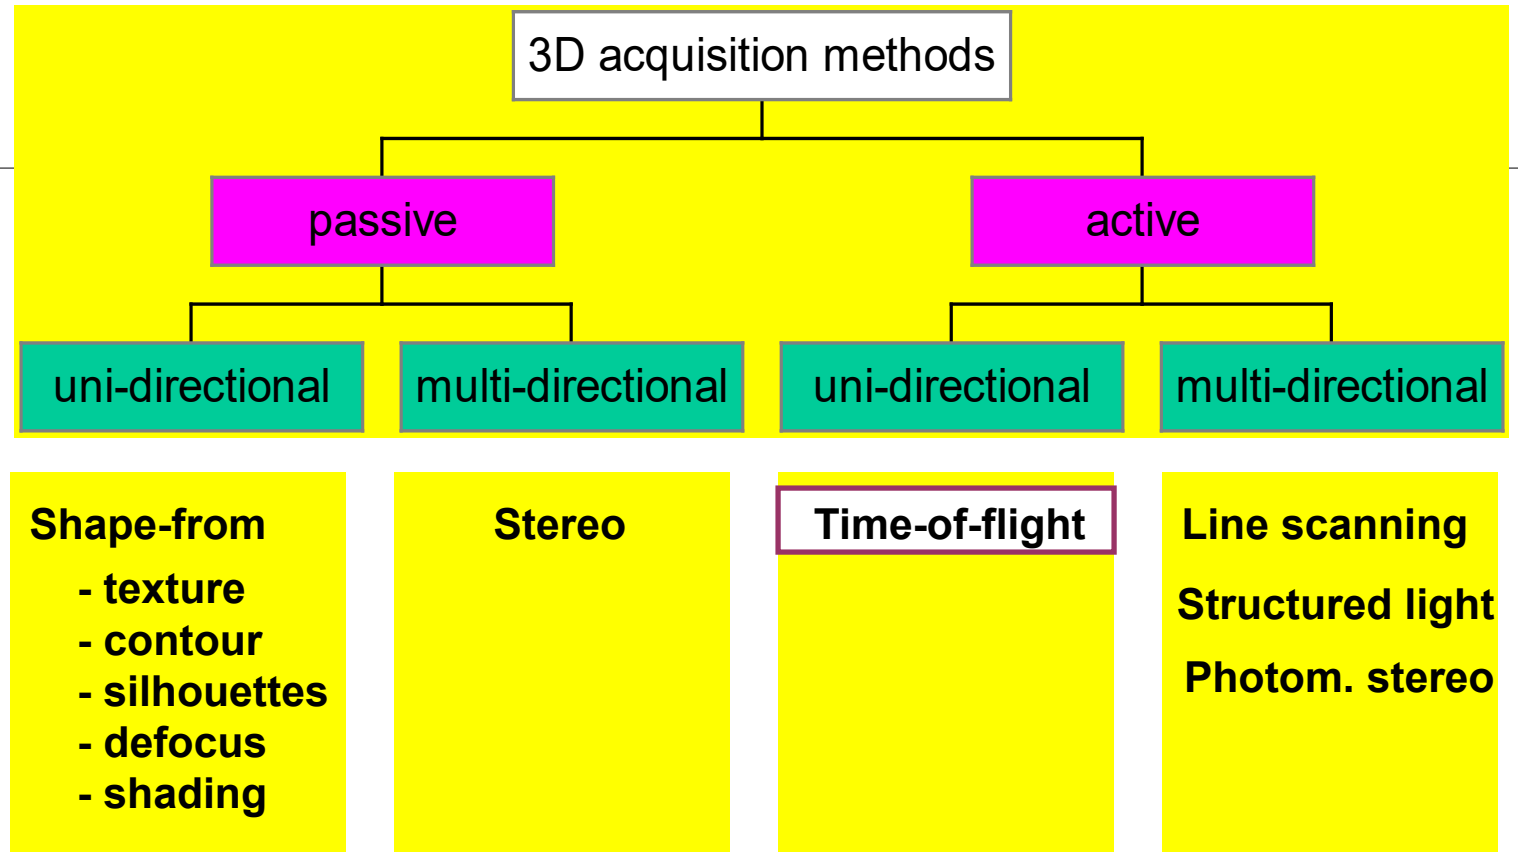 3D acquisition methods
passive
active
uni-directional
multi-directional
uni-directional
multi-directional
Shape-from
- texture
- contour
- silhouettes
- defocus
- shading
Stereo
Time-of-flight
Line scanning
Structured light
Photom. stereo